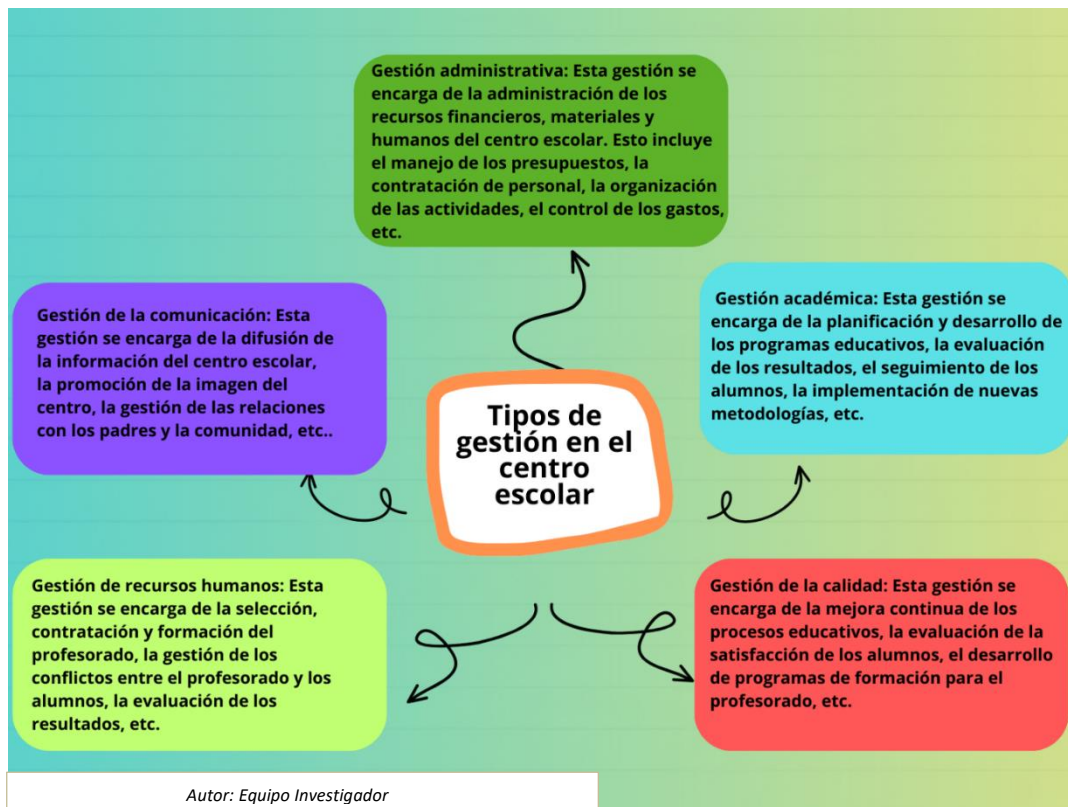 Gestión administrativa: Esta gestión se
encarga de la administración de los
recursos financieros, materiales y
humanos del centro escolar. Esto incluye
el manejo de los presupuestos, la
contratación de personal, la organización
de las actividades, el control de los gastos,
etc.
Gestión de la comunicación: Esta
gestión se encarga de la difusión de
la información del centro escolar,
la promoción de la imagen del
centro, la gestión de las relaciones
con los padres y la comunidad, etc..
Gestión académica: Esta gestión se
encarga de la planificación y desarrollo de
los programas educativos, la evaluación
de los resultados, el seguimiento de los
alumnos, la implementación de nuevas
metodologías, etc.
Tipos de
gestión en el
centro
escolar
Gestión de recursos humanos: Esta
gestión se encarga de la selección,
contratación y formación del
profesorado, la gestión de los
conflictos entre el profesorado y los
alumnos, la evaluación de los
resultados, etc.
Gestión de la calidad: Esta gestión se
encarga de la mejora continua de los
procesos educativos, la evaluación de la
satisfacción de los alumnos, el desarrollo
de programas de formación para el
profesorado, etc.
Autor: Equipo Investigador